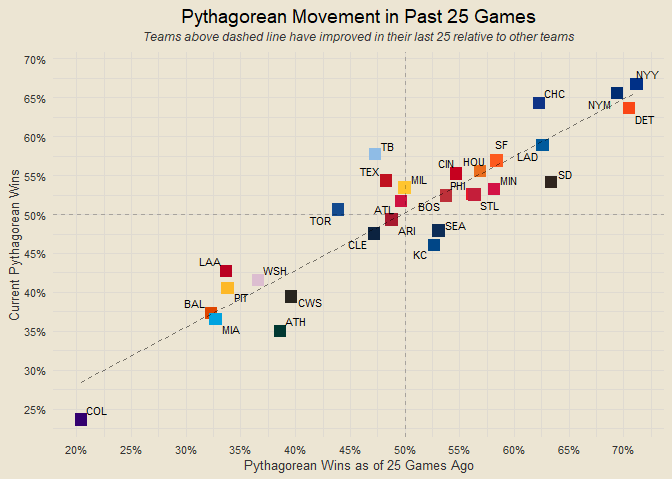 Pythagorean Movement in Past 25 Games
Teams above dashed line have improved in their last 25 relative to other teams
70%
65%
60%
55%
50%
45%
40%
35%
30%
25%
Current Pythagorean Wins
NYY
CHC
NYM
DET
SF
LAD
TB
CIN
HOU
TEX
MIL
PHI
MIN
SD
ATL
BOS
STL
TOR
ARI
SEA
CLE
KC
LAA
WSH
PIT
CWS
BAL
MIA
ATH
COL
20%
25%
30%
35%
40%
45%
50%
55%
60%
65%
70%
Pythagorean Wins as of 25 Games Ago